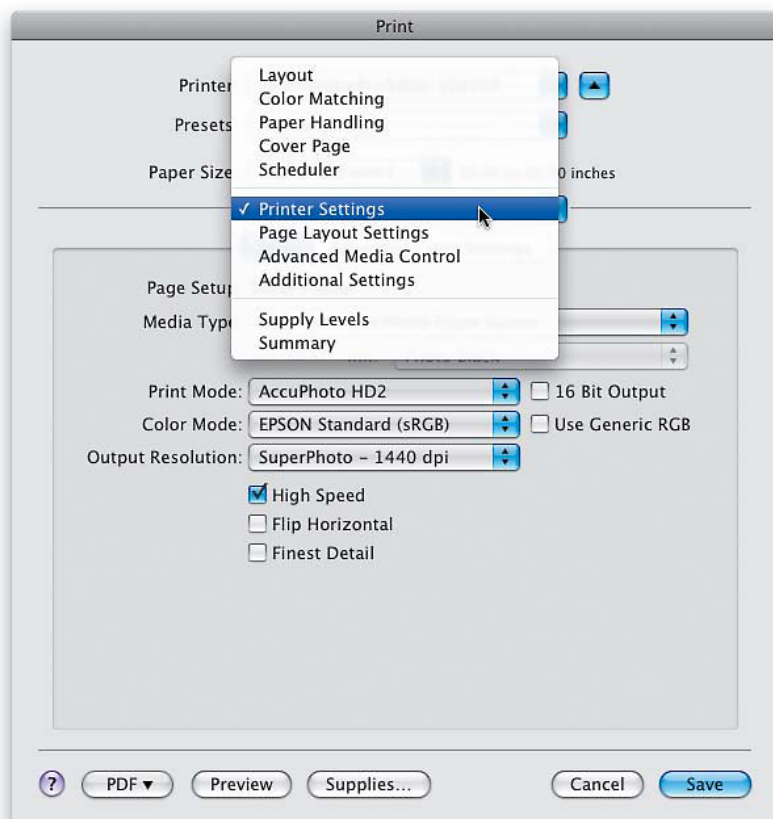 Print
Printer
Presets
Paper Size
inches
Layout
Color Matching
Paper Handling
Cover Page
Scheduler
✓ Printer Settings
Page Layout Settings
Advanced Media Control
Additional Settings
Supply Levels
Summary
Page Setup
Media Type
Photo Black
Print Mode: AccuPhoto HD2 16 Bit Output
Color Mode: EPSON Standard (sRGB) Use Generic RGB
Output Resolution: SuperPhoto – 1440 dpi
High Speed
Flip Horizontal
Finest Detail
? PDF ▼ Preview Supplies... Cancel Save